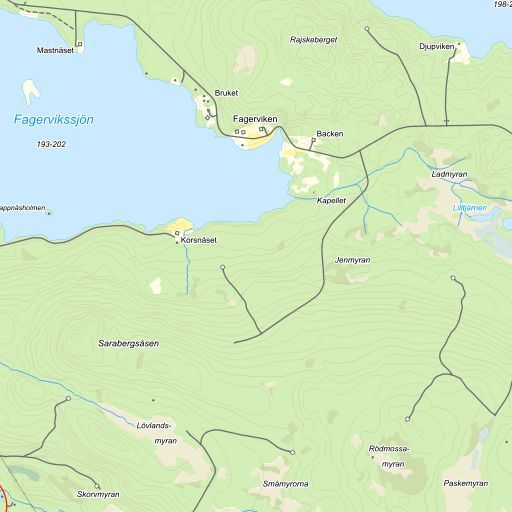 198-2
Rajskeberget
Mastnäset
Djupviken
Bruket
Fagervikssjön
Fagerviken
Backen
193-202
Ladmyran
Kapellet
appnäsholmen
Lilltjärnen
Korsnäset
Jenmyran
Sarabergsåsen
Lövlands-
myran
Rödmossa-
myran
Skorvmyran
Småmyrorna
Paskemyran